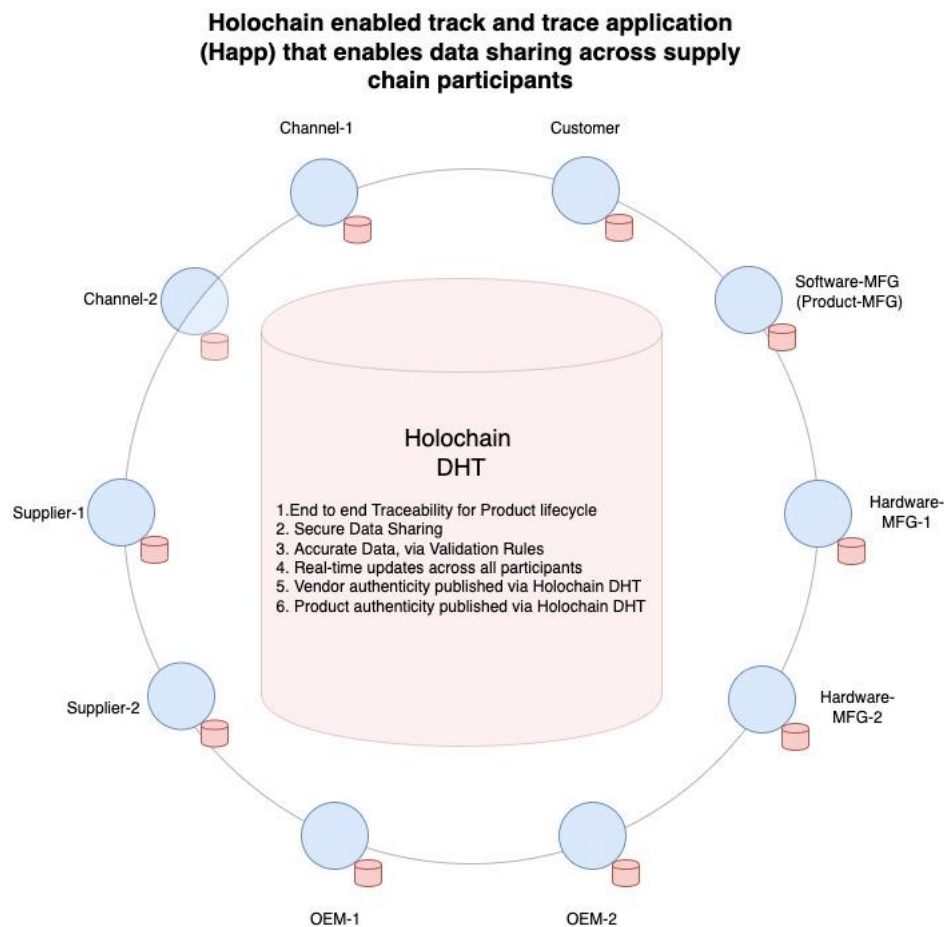 Holochain enabled track and trace application
(Happ) that enables data sharing across supply
chain participants
Channel-1
Customer
Channel-2
Software-MFG
(Product-MFG)
Holochain
DHT
1.End to end Traceability for Product lifecycle
2. Secure Data Sharing
3. Accurate Data, via Validation Rules
4. Real-time updates across all participants
5. Vendor authenticity published via Holochain DHT
6. Product authenticity published via Holochain DHT
Supplier-1
Hardware-
MFG-1
Supplier-2
Hardware-
MFG-2
OEM-1
OEM-2